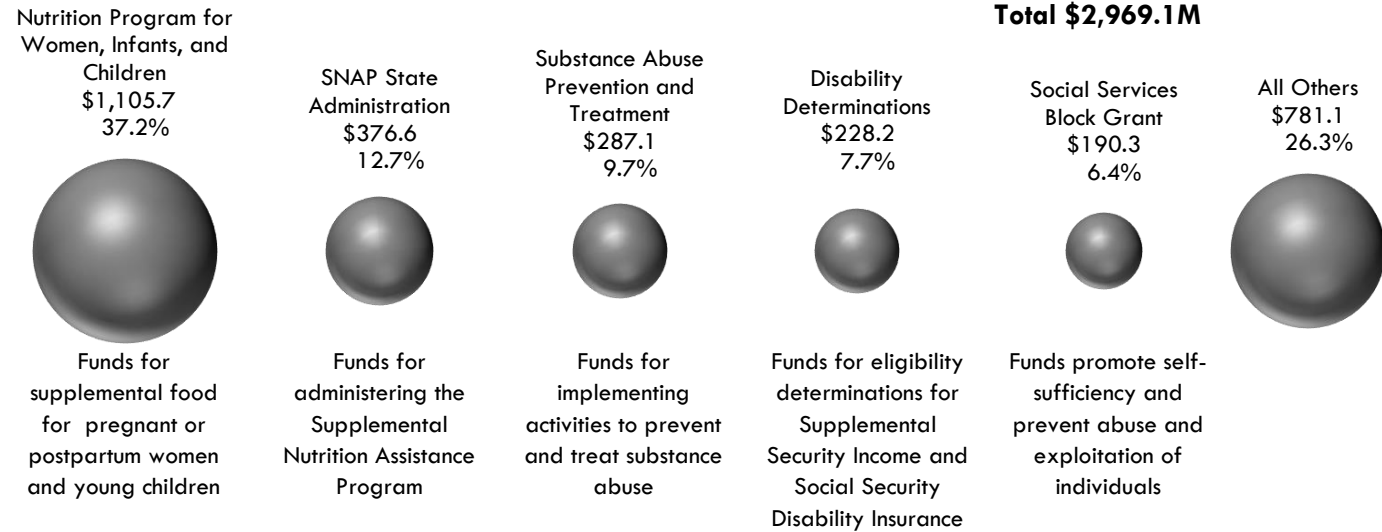 Total $2,969.1M
Nutrition Program for
Women, Infants, and
Children
$1,105.7
37.2%
SNAP State
Administration
$376.6
12.7%
Substance Abuse
Prevention and
Treatment
$287.1
9.7%
Disability
Determinations
$228.2
7.7%
Social Services
Block Grant
$190.3
6.4%
All Others
$781.1
26.3%
Funds for
supplemental food
for pregnant or
postpartum women
and young children
Funds for
administering the
Supplemental
Nutrition Assistance
Program
Funds for
implementing
activities to prevent
and treat substance
abuse
Funds for eligibility
determinations for
Supplemental
Security Income and
Social Security
Disability Insurance
Funds promote self-
sufficiency and
prevent abuse and
exploitation of
individuals